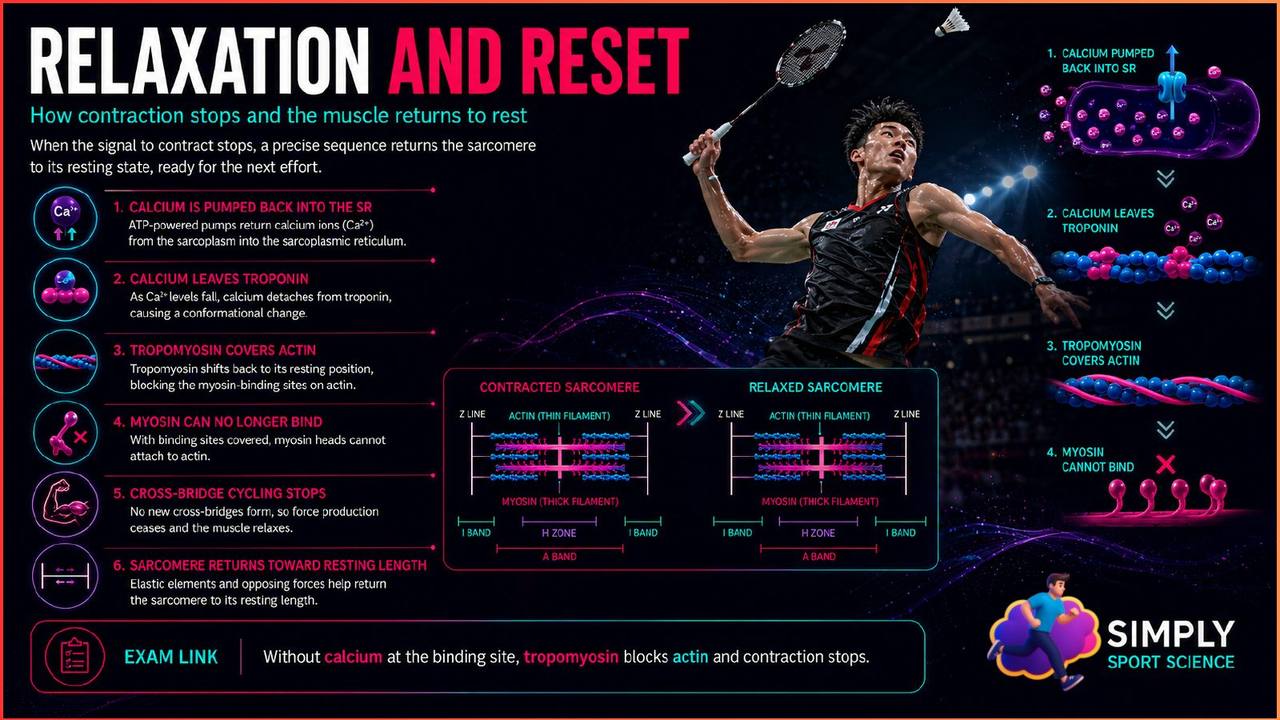 RELAXATION AND RESET
How contraction stops and the muscle returns to rest
When the signal to contract stops, a precise sequence returns the sarcomere
to its resting state, ready for the next effort.
Ca²⁺
1. CALCIUM IS PUMPED BACK INTO THE SR
ATP-powered pumps return calcium ions (Ca²⁺)
from the sarcoplasm into the sarcoplasmic reticulum.
2. CALCIUM LEAVES TROPONIN
As Ca²⁺ levels fall, calcium detaches from troponin,
causing a conformational change.
3. TROPOMYOSIN COVERS ACTIN
Tropomyosin shifts back to its resting position,
blocking the myosin-binding sites on actin.
4. MYOSIN CAN NO LONGER BIND
With binding sites covered, myosin heads cannot
attach to actin.
5. CROSS-BRIDGE CYCLING STOPS
No new cross-bridges form, so force production
ceases and the muscle relaxes.
6. SARCOMERE RETURNS TOWARD RESTING LENGTH
Elastic elements and opposing forces help return
the sarcomere to its resting length.
CONTRACTED SARCOMERE
Z LINE ACTIN (THIN FILAMENT) Z LINE
MYOSIN (THICK FILAMENT)
I BAND H ZONE I BAND
A BAND
RELAXED SARCOMERE
Z LINE ACTIN (THIN FILAMENT) Z LINE
MYOSIN (THICK FILAMENT)
I BAND H ZONE I BAND
A BAND
1. CALCIUM PUMPED
BACK INTO SR
Ca²⁺
2. CALCIUM LEAVES
TROPONIN
Ca²⁺
Ca²⁺
Ca²⁺
3. TROPOMYOSIN
COVERS ACTIN
4. MYOSIN
CANNOT BIND
EXAM LINK
Without calcium at the binding site, tropomyosin blocks actin and contraction stops.
SIMPLY
SPORT SCIENCE